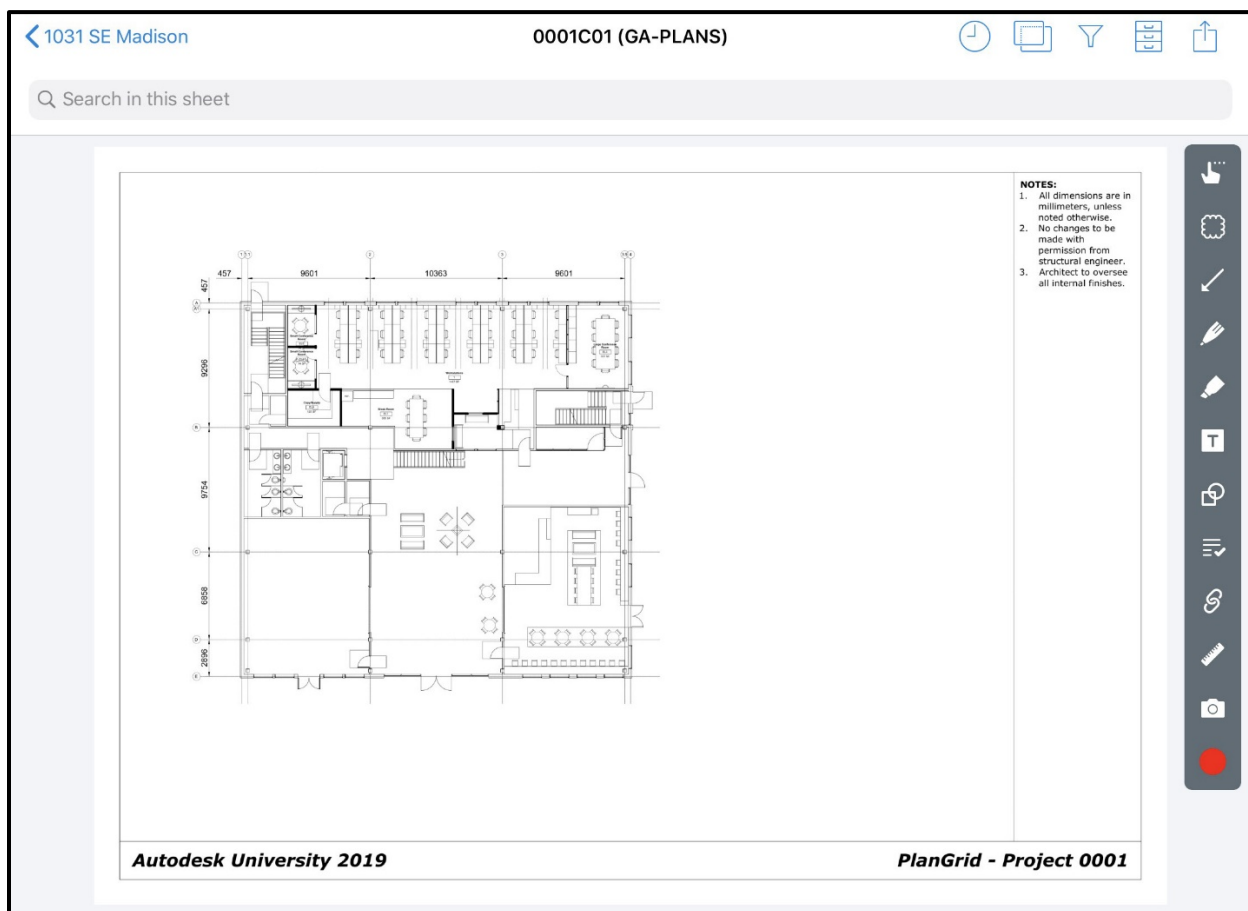 1031 SE Madison
0001C01 (GA-PLANS)
Search in this sheet
NOTES:
1. All dimensions are in
millimeters, unless
noted otherwise.
2. No changes to be
made with
permission from
structural engineer.
3. Architect to oversee
all internal finishes.
457 9601 10363 9601
457
9296
9754
6858
2896
T
Autodesk University 2019
PlanGrid - Project 0001